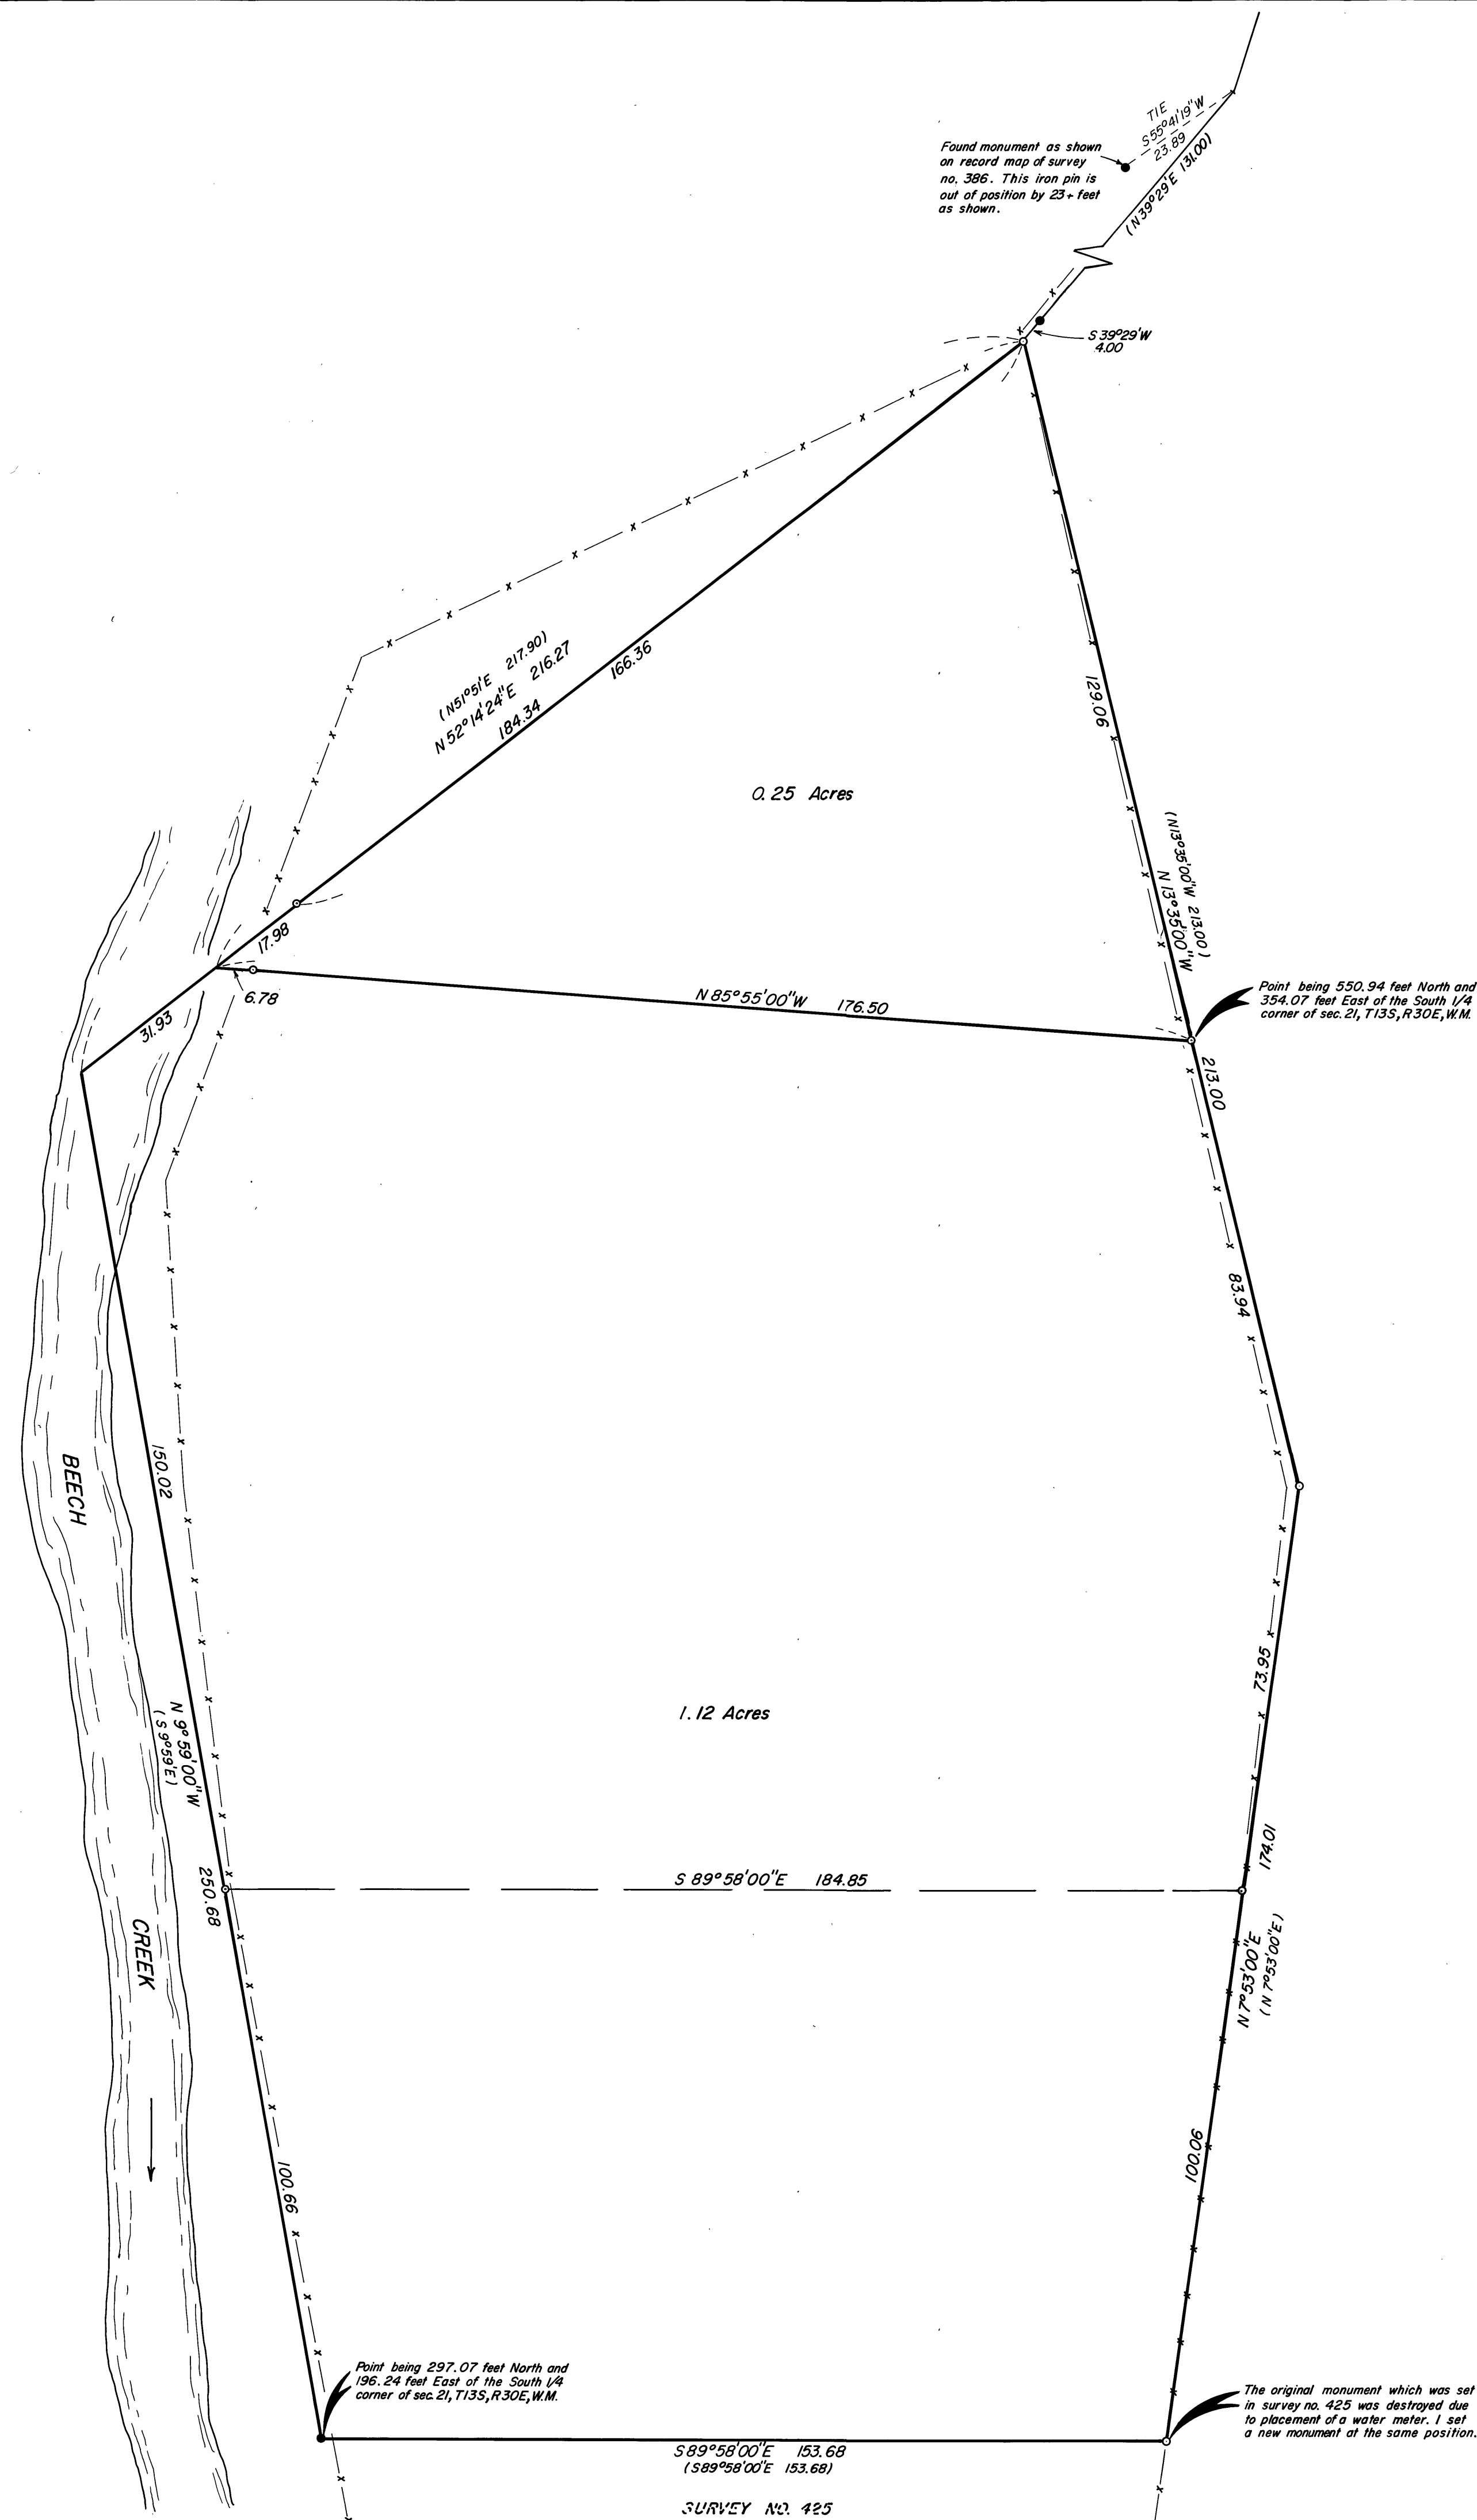 TIE
S55°41'19"W
23.89
(N39°29'E 131.00)
Found monument as shown
on record map of survey
no. 386. This iron pin is
out of position by 23+ feet
as shown.
S39°29'W
4.00
(N51°51'E 217.90)
N52°14'24"E 216.27
184.34
166.36
129.06
0.25 Acres
(N13°35'00"W 213.00)
N 13°35'00"W
17.98
6.78
31.93
N85°55'00"W 176.50
Point being 550.94 feet North and
354.07 feet East of the South 1/4
corner of sec. 21, T13S, R30E, W.M.
213.00
83.94
150.02
BEECH
73.95
N 9°59'00"W
(S9°59'E)
1.12 Acres
174.01
S 89°58'00"E 184.85
250.68
CREEK
N7°53'00"E
(N7°53'00"E)
100.66
100.06
Point being 297.07 feet North and
196.24 feet East of the South 1/4
corner of sec. 21, T13S, R30E, W.M.
The original monument which was set
in survey no. 425 was destroyed due
to placement of a water meter. I set
a new monument at the same position.
S89°58'00"E 153.68
(S89°58'00"E 153.68)
SURVEY NO. 425